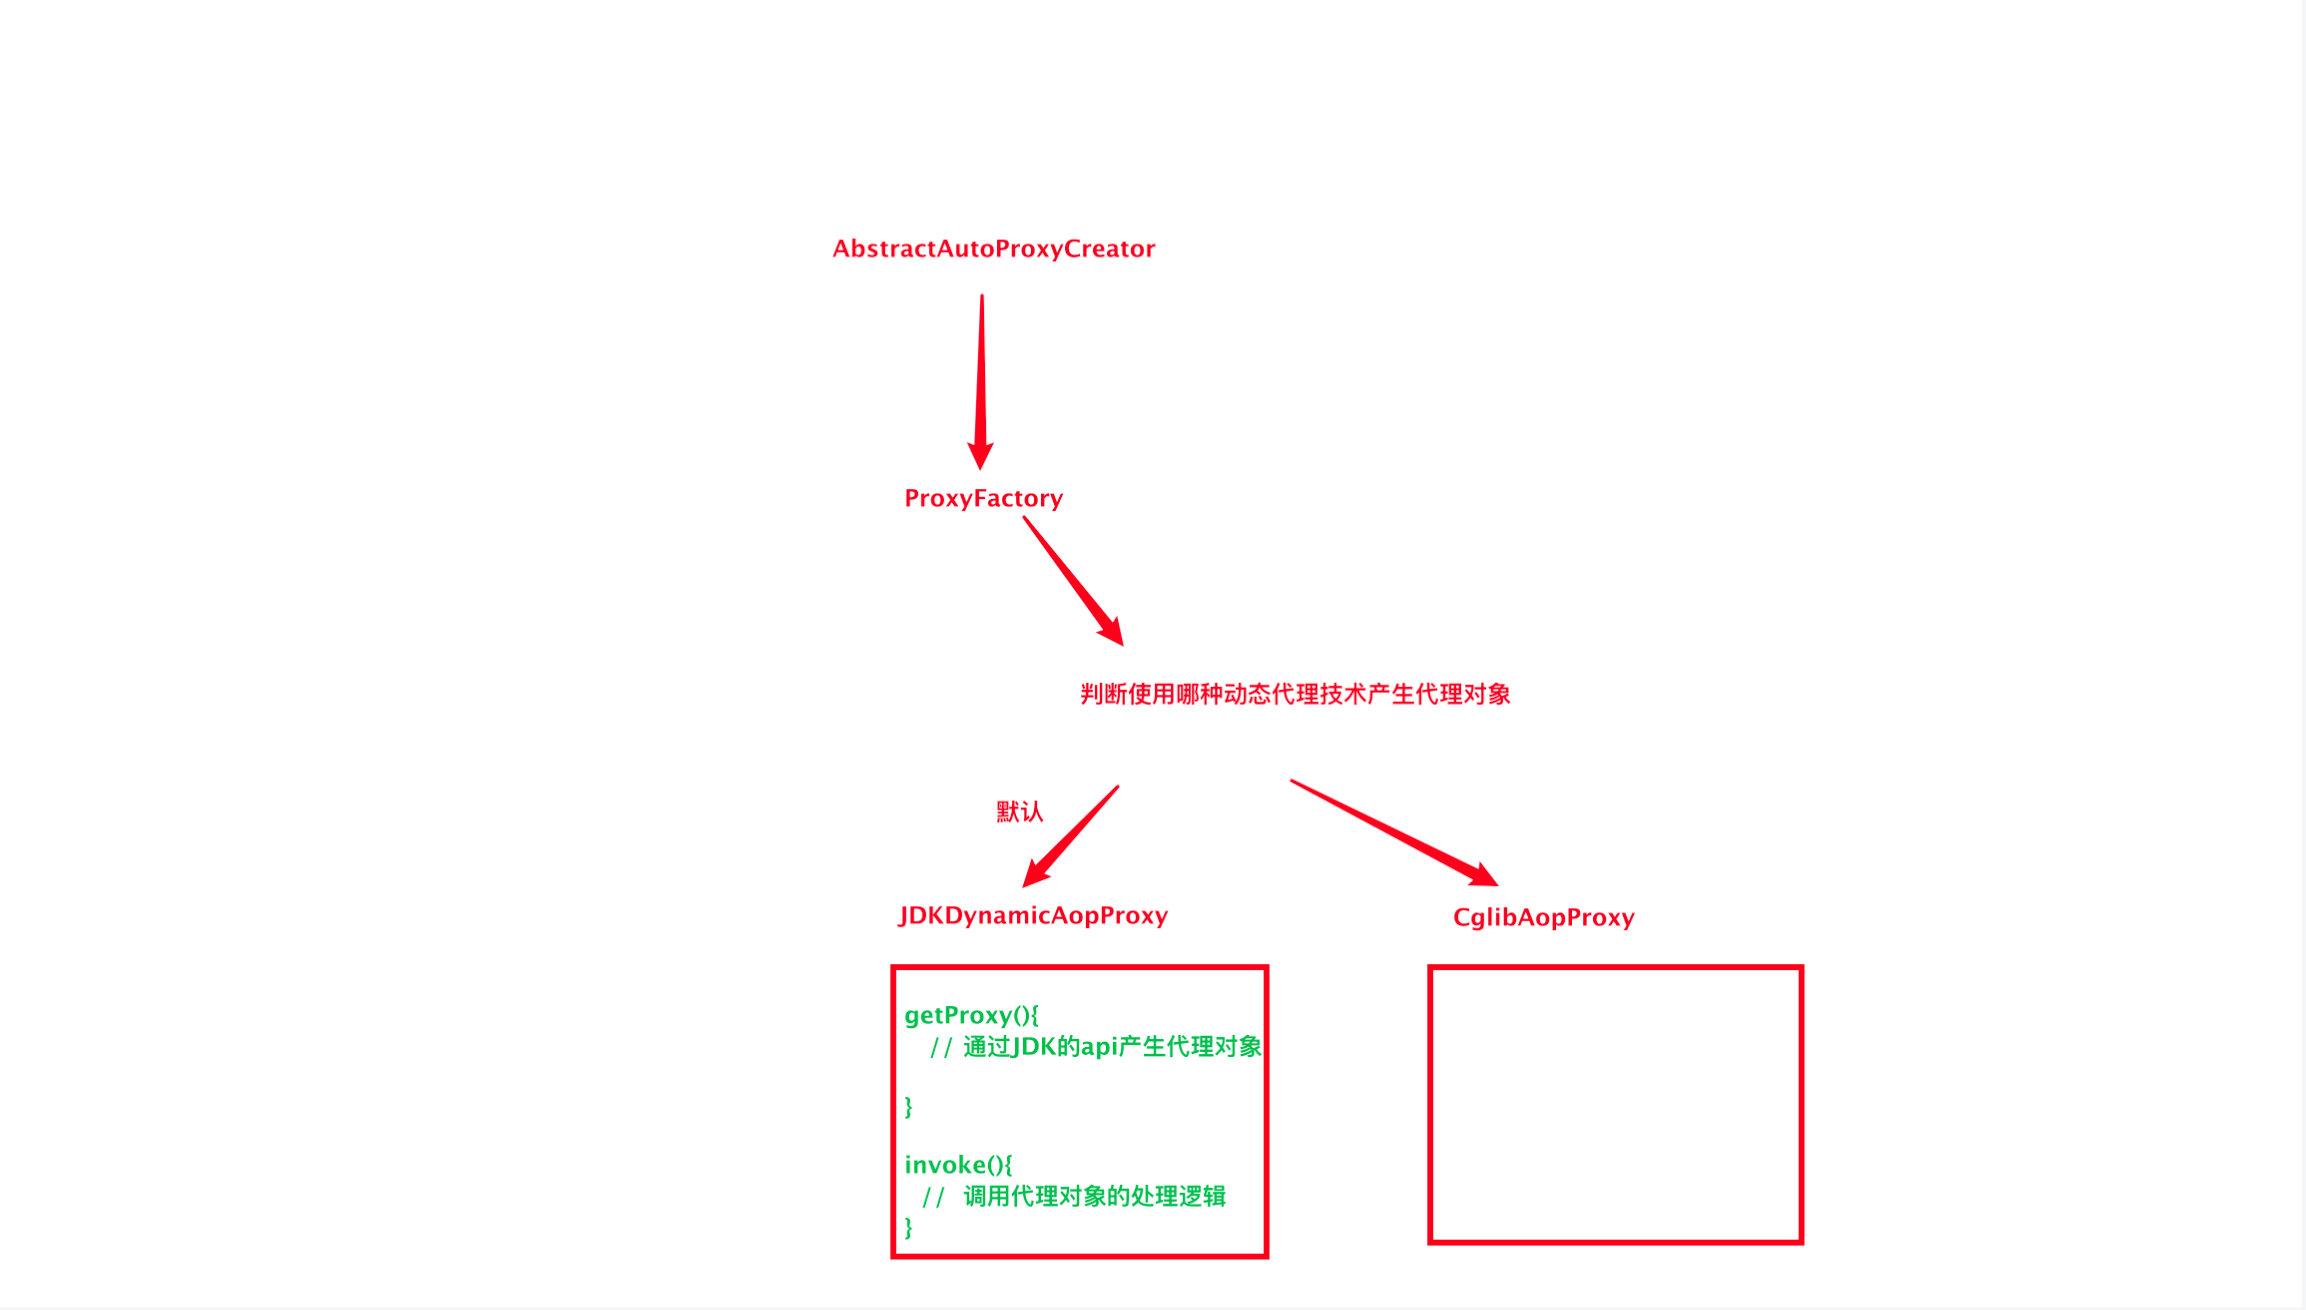 AbstractAutoProxyCreator
ProxyFactory
判断使用哪种动态代理技术产生代理对象
默认
JDKDynamicAopProxy
CglibAopProxy
getProxy(){
// 通过JDK的api产生代理对象
}
invoke(){
// 调用代理对象的处理逻辑
}